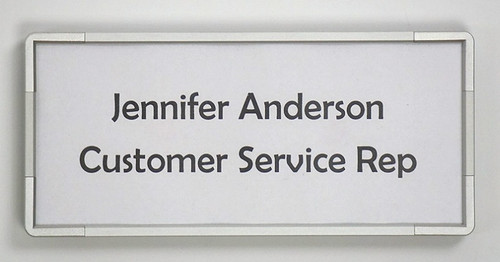 Jennifer Anderson
Customer Service Rep